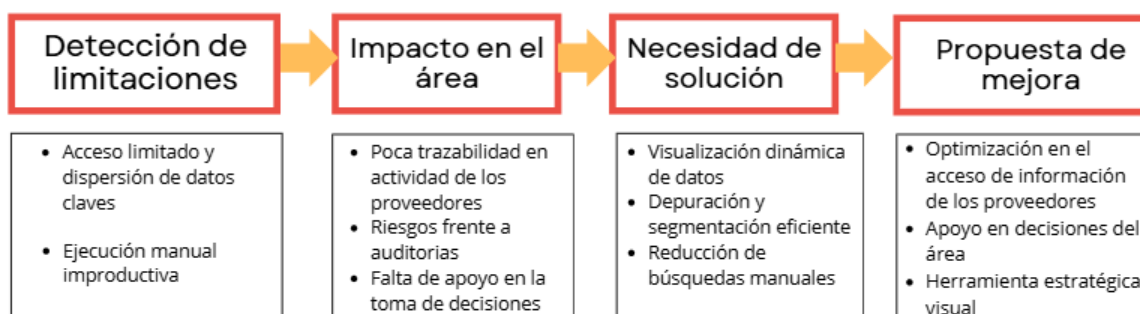 Detección de
limitaciones
Impacto en el
área
Necesidad de
solución
Propuesta de
mejora
• Acceso limitado y
dispersión de datos
claves
• Ejecución manual
improductiva
• Poca trazabilidad en
actividad de los
proveedores
• Riesgos frente a
auditorias
• Falta de apoyo en la
toma de decisiones
• Visualización dinámica
de datos
• Depuración y
segmentación eficiente
• Reducción de
búsquedas manuales
• Optimización en el
acceso de información
de los proveedores
• Apoyo en decisiones del
área
• Herramienta estratégica
visual